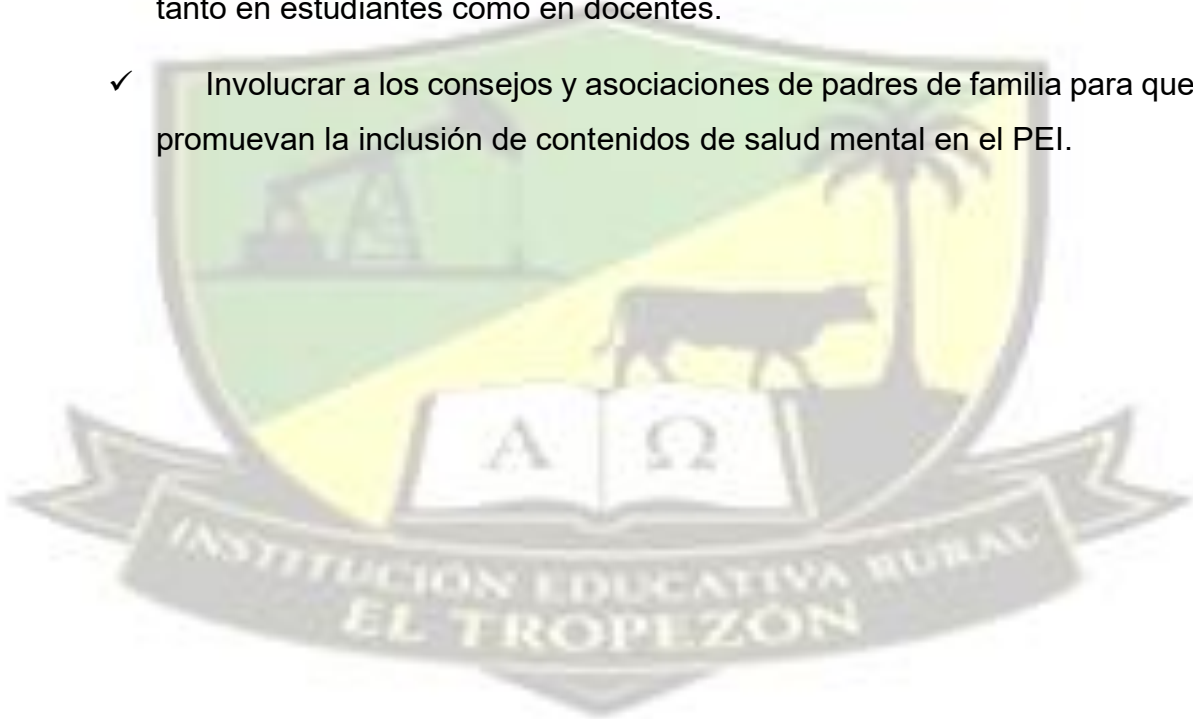 tanto en estudiantes como en docentes.
✓ Involucrar a los consejos y asociaciones de padres de familia para que
promuevan la inclusión de contenidos de salud mental en el PEI.
Α Ω
INSTITUCIÓN EDUCATIVA RURAL
EL TROPEZÓN